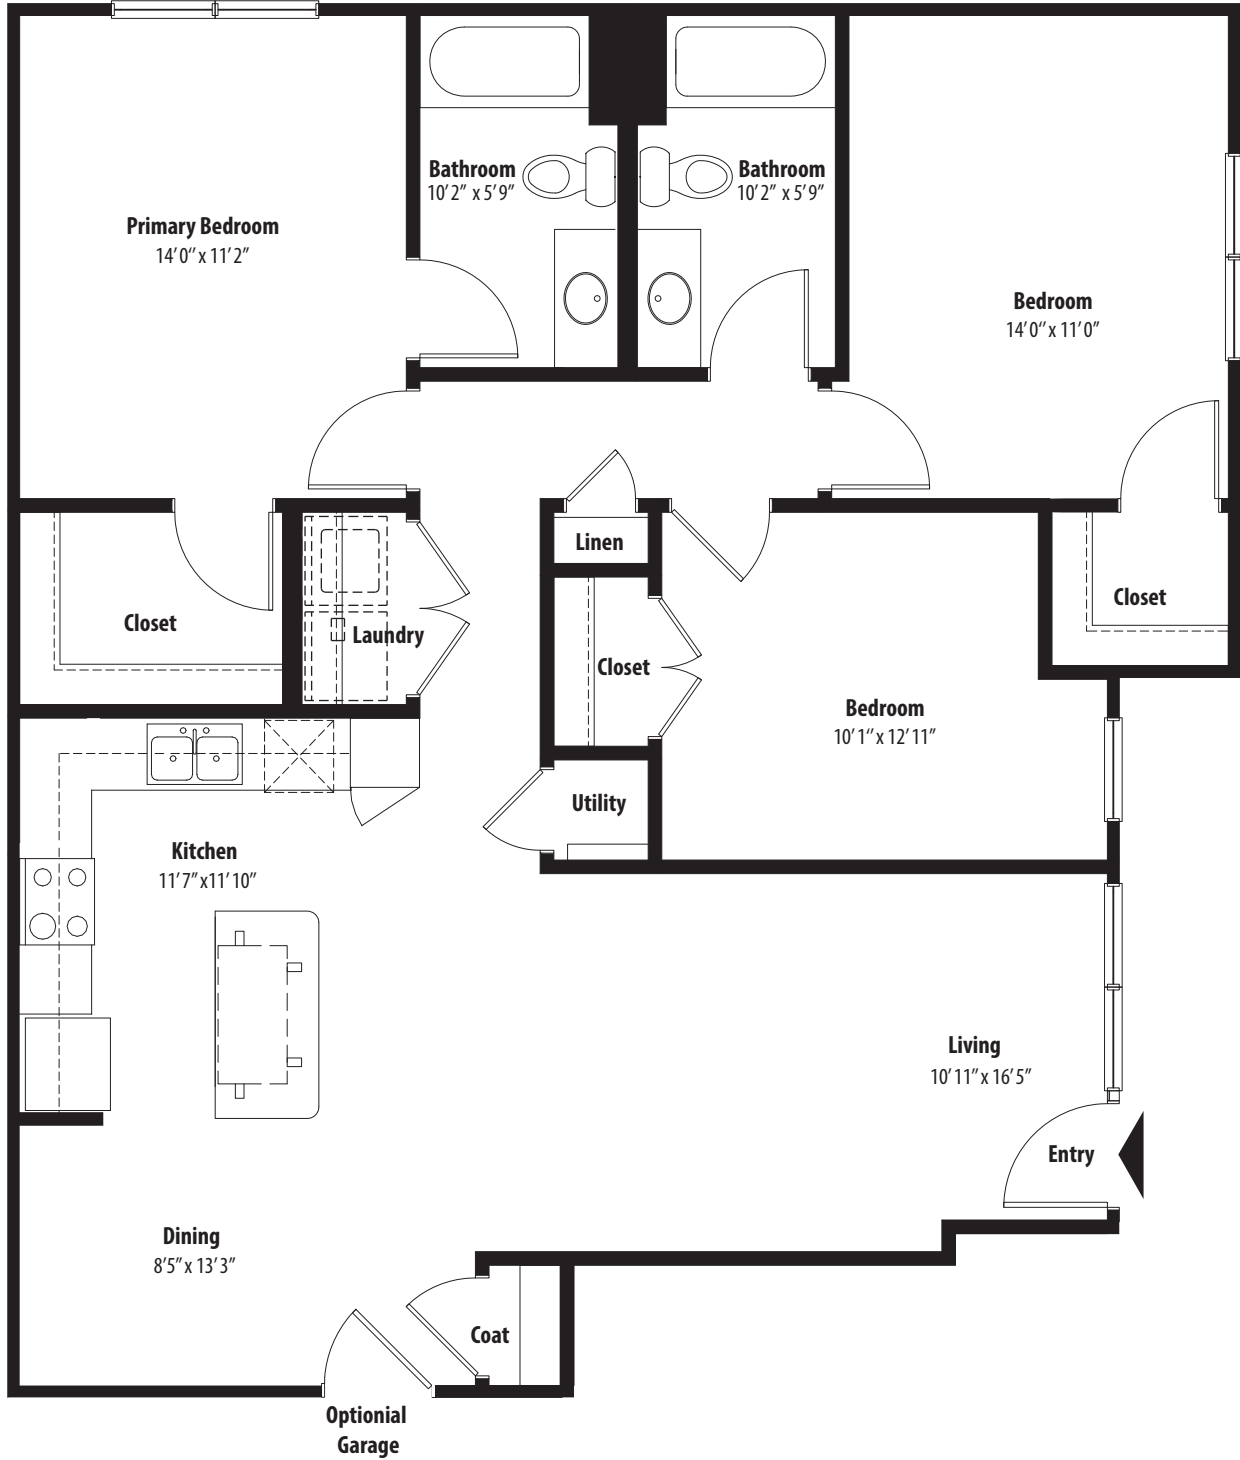 Bathroom
10'2" x 5'9"
Bathroom
10'2" x 5'9"
Primary Bedroom
14'0" x 11'2"
Bedroom
14'0" x 11'0"
Linen
Closet
Closet
Laundry
Closet
Bedroom
10'1" x 12'11"
Utility
Kitchen
11'7" x11'10"
Living
10'11" x 16'5"
Entry
Dining
8'5" x 13'3"
Coat
Optionial
Garage